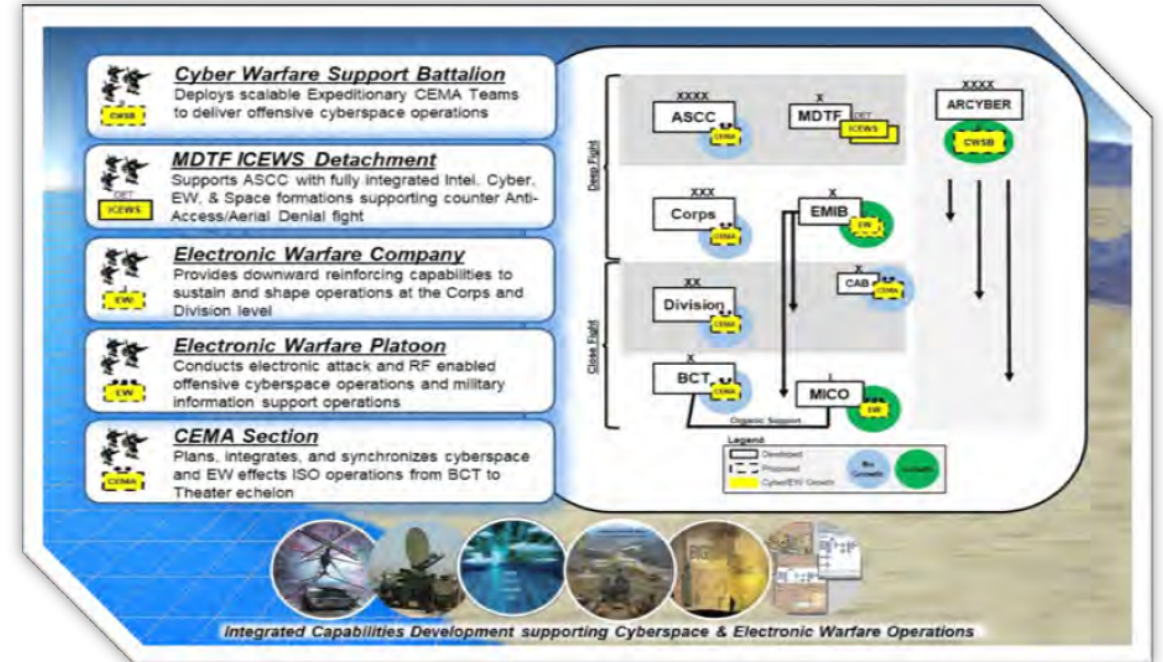 Cyber Warfare Support Battalion
Deploys scalable Expeditionary CEMA Teams
to deliver offensive cyberspace operations
CWSB
MDTF ICEWS Detachment
Supports ASCC with fully integrated Intel, Cyber,
EW, & Space formations supporting counter Anti-
Access/Aerial Denial fight
DET
ICEWS
Electronic Warfare Company
Provides downward reinforcing capabilities to
sustain and shape operations at the Corps and
Division level
EW
Electronic Warfare Platoon
Conducts electronic attack and RF enabled
offensive cyberspace operations and military
information support operations
EW
CEMA Section
Plans, integrates, and synchronizes cyberspace
and EW effects ISO operations from BCT to
Theater echelon
CEMA
Deep Fight
Close Fight
XXXX
ASCC
CEMA
X
MDTF
DET
ICEWS
XXXX
ARCYBER
CWSB
XXX
Corps
CEMA
X
EMIB
EW
X
CAB
CEMA
XX
Division
CEMA
X
BCT
CEMA
I
MICO
EW
Organic Support
Legend
Developed
Proposed
Cyber/EW Growth
No
Growth
Growth
Integrated Capabilities Development supporting Cyberspace & Electronic Warfare Operations